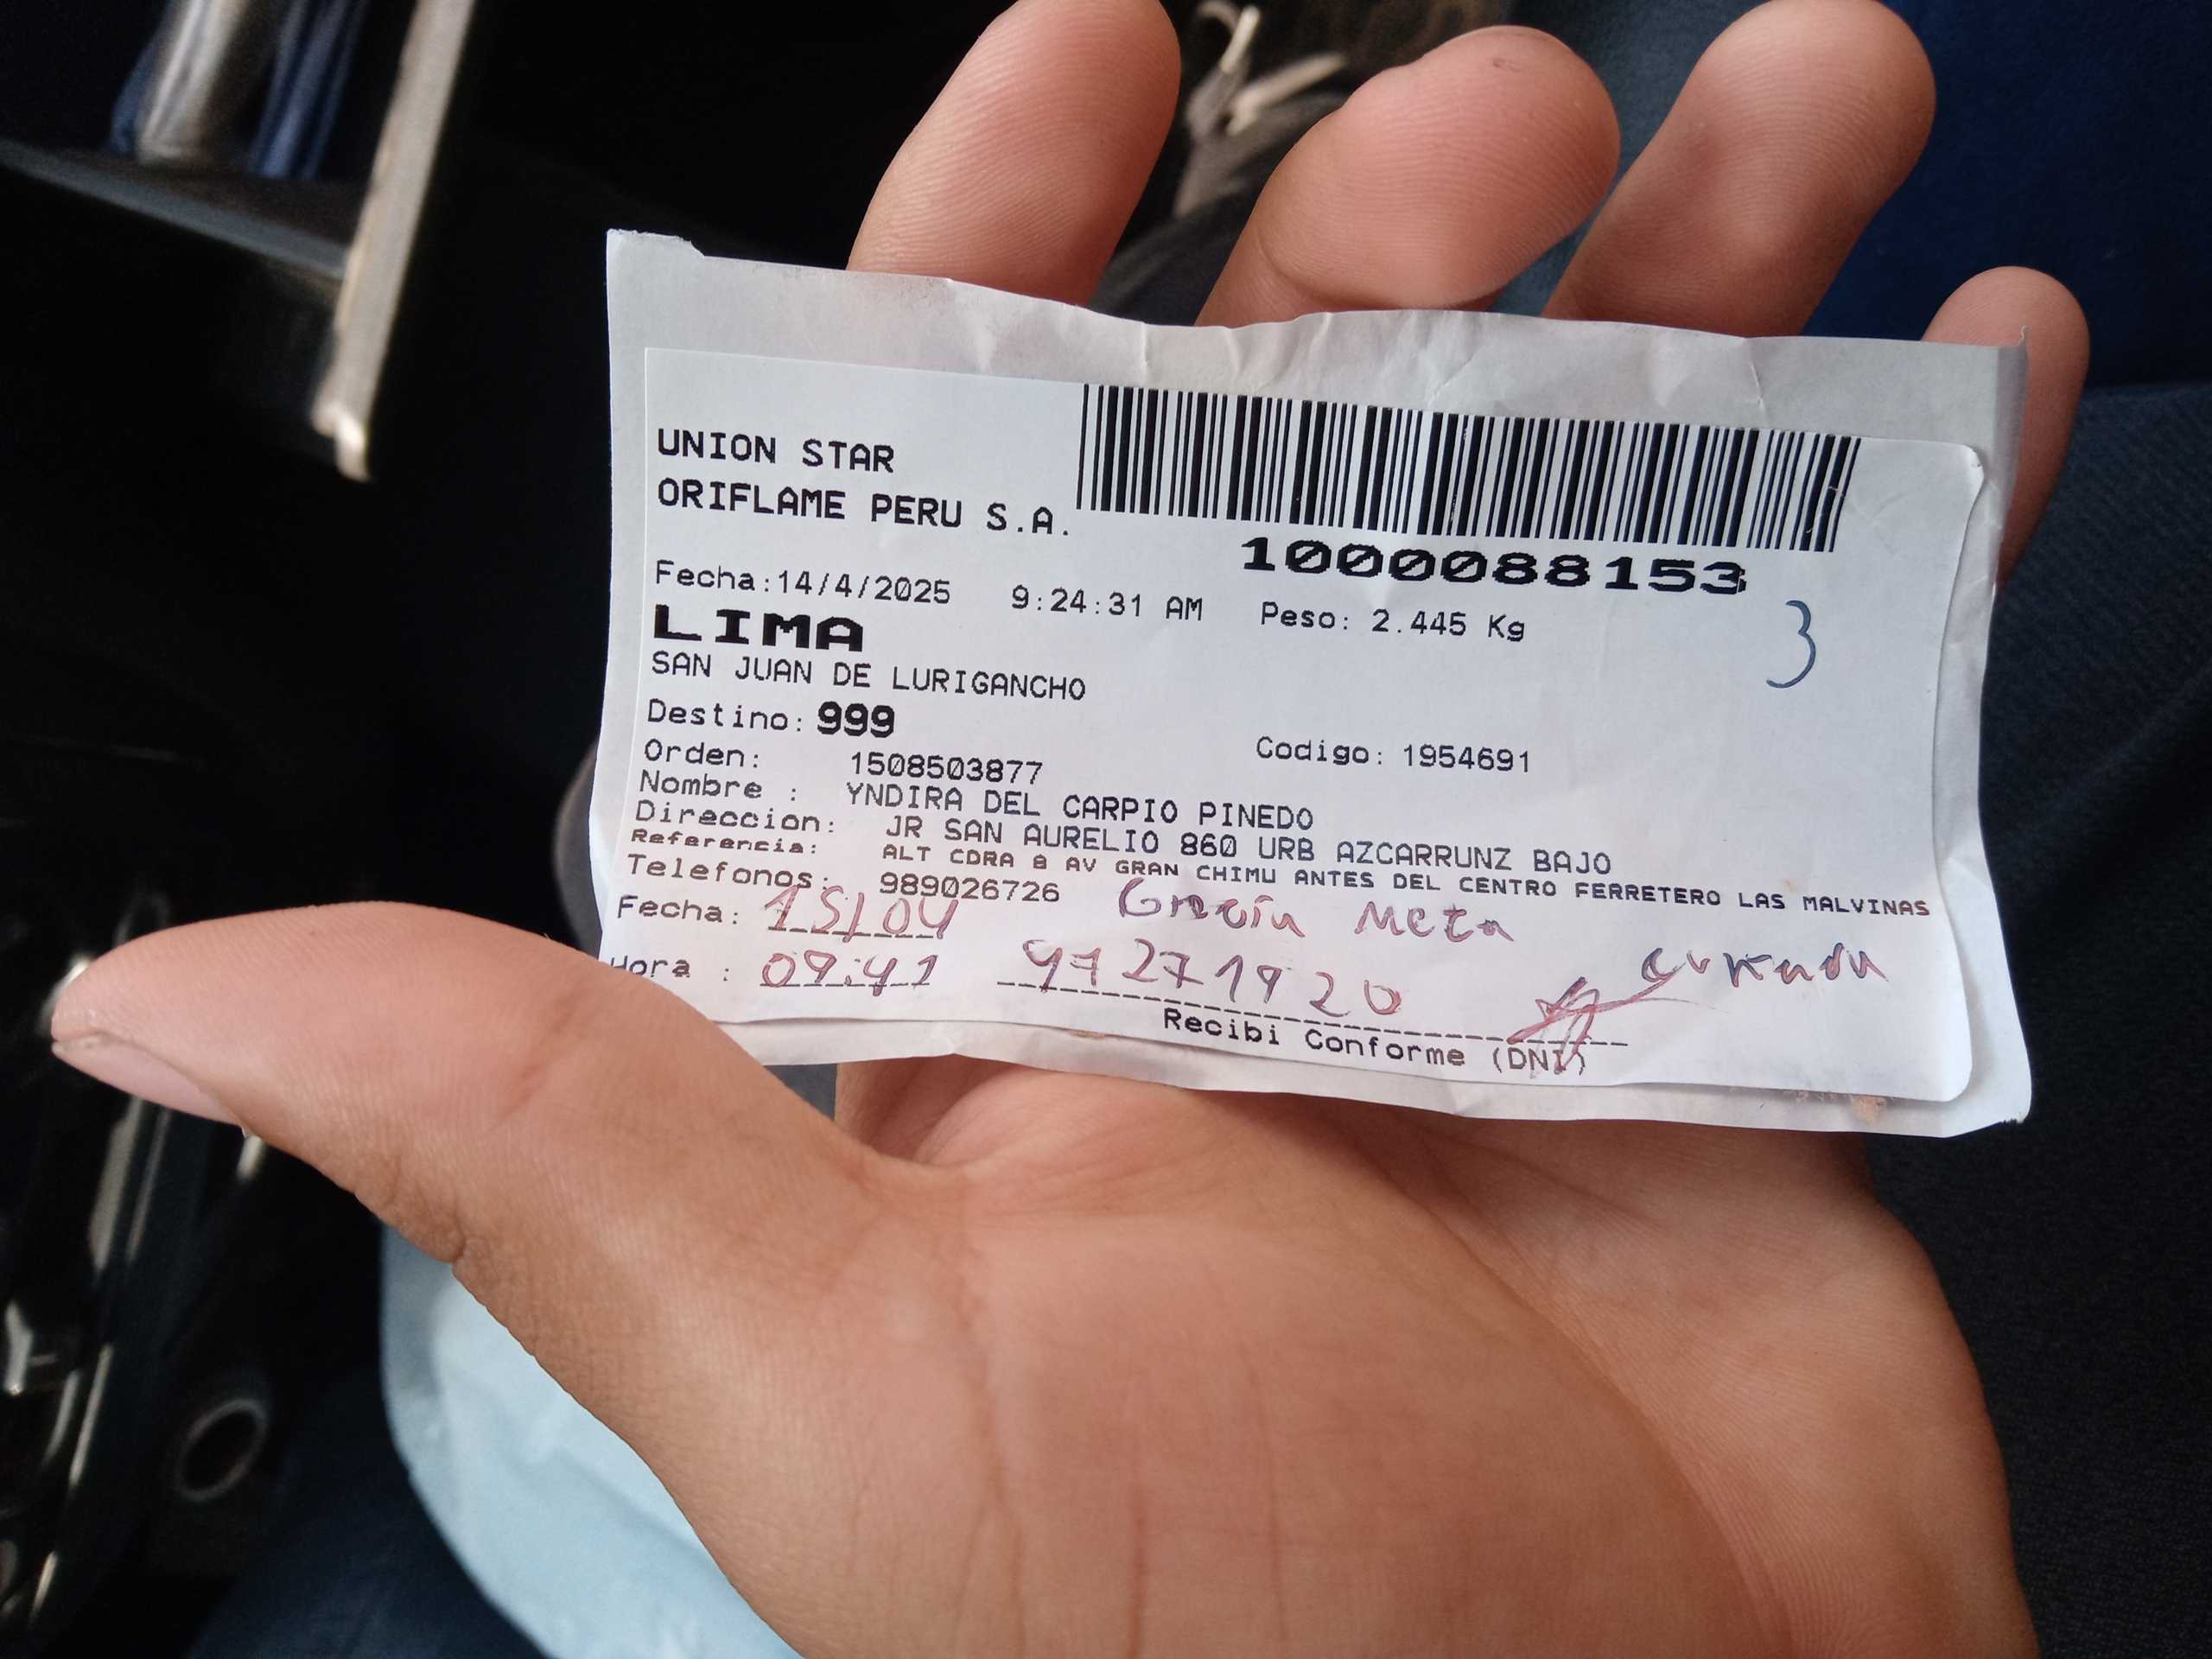 UNION STAR
ORIFLAME PERU S.A.
1000088153
Fecha:14/4/2025 9:24:31 AM Peso: 2.445 Kg
3
LIMA
SAN JUAN DE LURIGANCHO
Destino: 999
Codigo: 1954691
Orden: 1508503877
Nombre : YNDIRA DEL CARPIO PINEDO
Direccion: JR SAN AURELIO 860 URB AZCARRUNZ BAJO
Referencia: ALT CDRA 8 AV GRAN CHIMU ANTES DEL CENTRO FERRETERO LAS MALVINAS
Telefonos: 989026726
Fecha: 15/04
Hora : 09:41
Recibi Conforme (DNI)